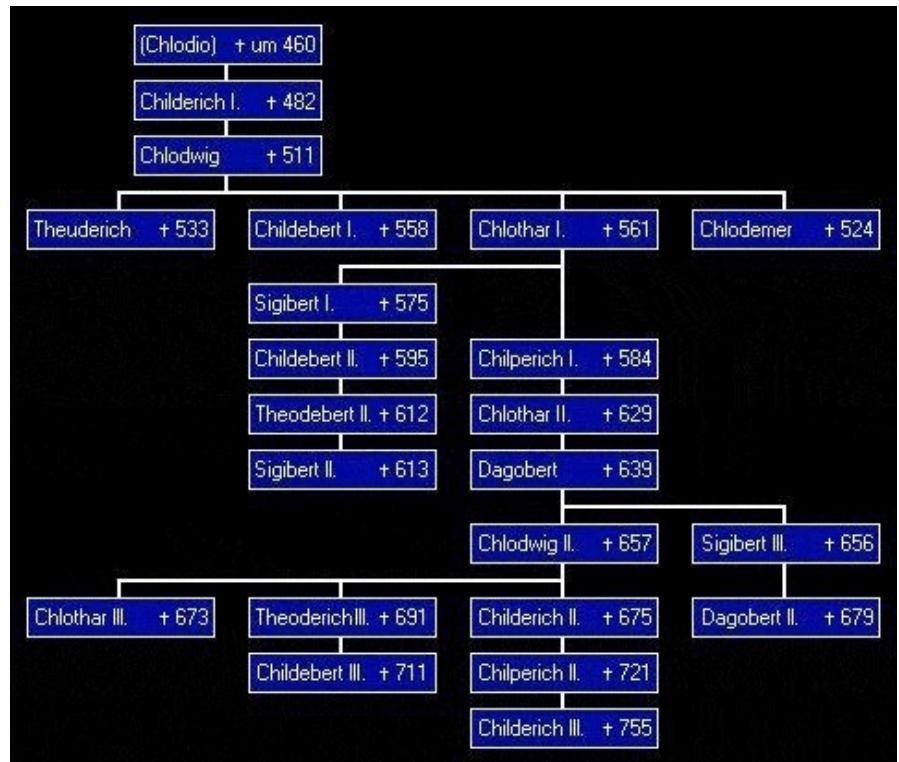 (Chlodio) † um 460
Childerich I. † 482
Chlodwig † 511
Theuderich † 533
Childebert I. † 558
Chlothar I. † 561
Chlodemer † 524
Sigibert I. † 575
Childebert II. † 595
Chilperich I. † 584
Theodebert II. † 612
Chlothar II. † 629
Sigibert II. † 613
Dagobert † 639
Chlodwig II. † 657
Sigibert III. † 656
Chlothar III. † 673
TheoderichIII. † 691
Childerich II. † 675
Dagobert II. † 679
Childebert III. † 711
Chilperich II. † 721
Childerich III. † 755